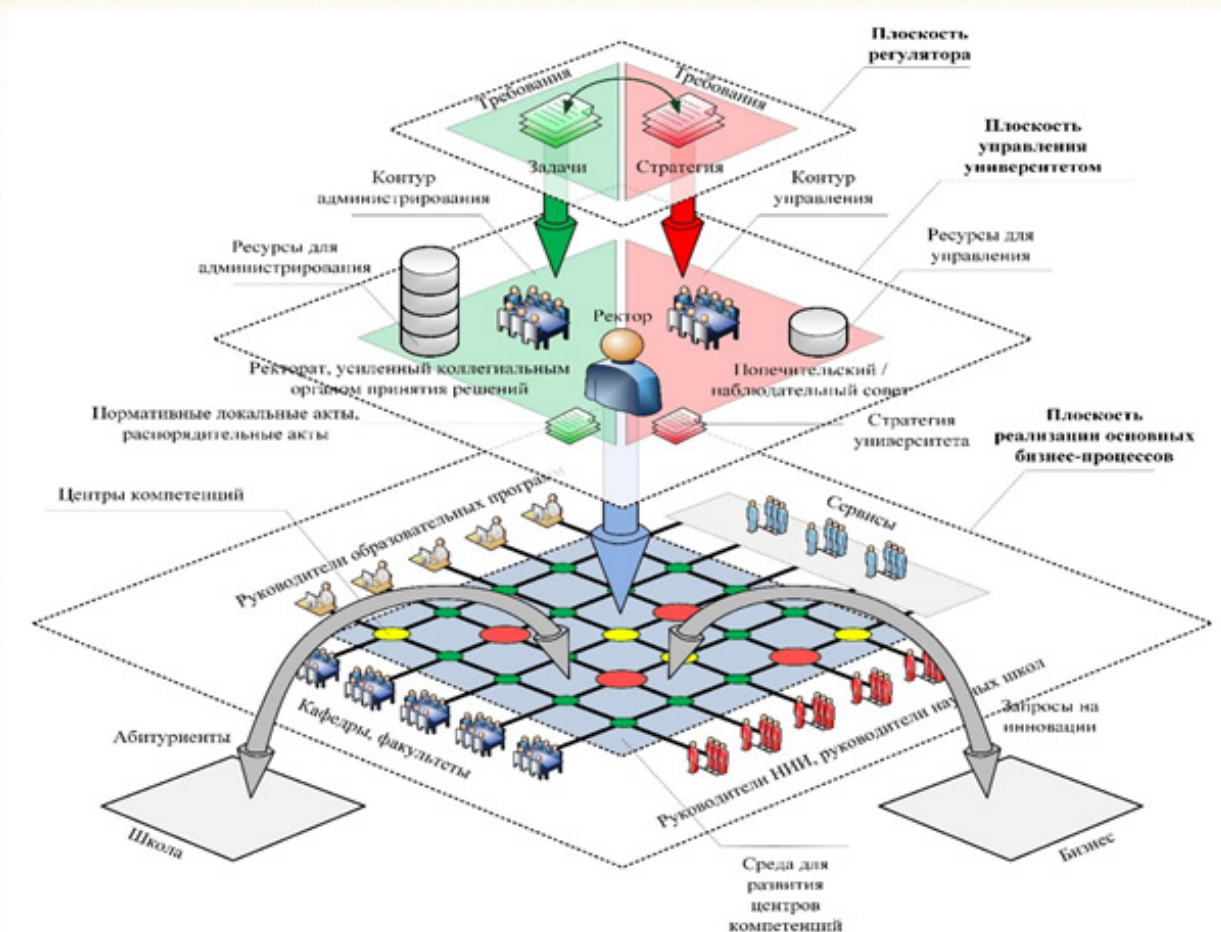 Плоскость
регулятора
Требования
Требования
Задачи
Стратегия
Плоскость
управления
университетом
Контур
администрирования
Контур
управления
Ресурсы для
администрирования
Ресурсы для
управления
Ректор
Ректорат, усиленный коллегиальным
органом принятия решений
Попечительский /
наблюдательный совет
Нормативные локальные акты,
распорядительные акты
Стратегия
университета
Плоскость
реализации основных
бизнес-процессов
Центры компетенций
Руководители образовательных программ
Сервисы
Кафедры, факультеты
Руководители НИИ, руководители научных школ
Абитуриенты
Запросы на
инновации
Школа
Бизнес
Среда для
развития
центров
компетенций